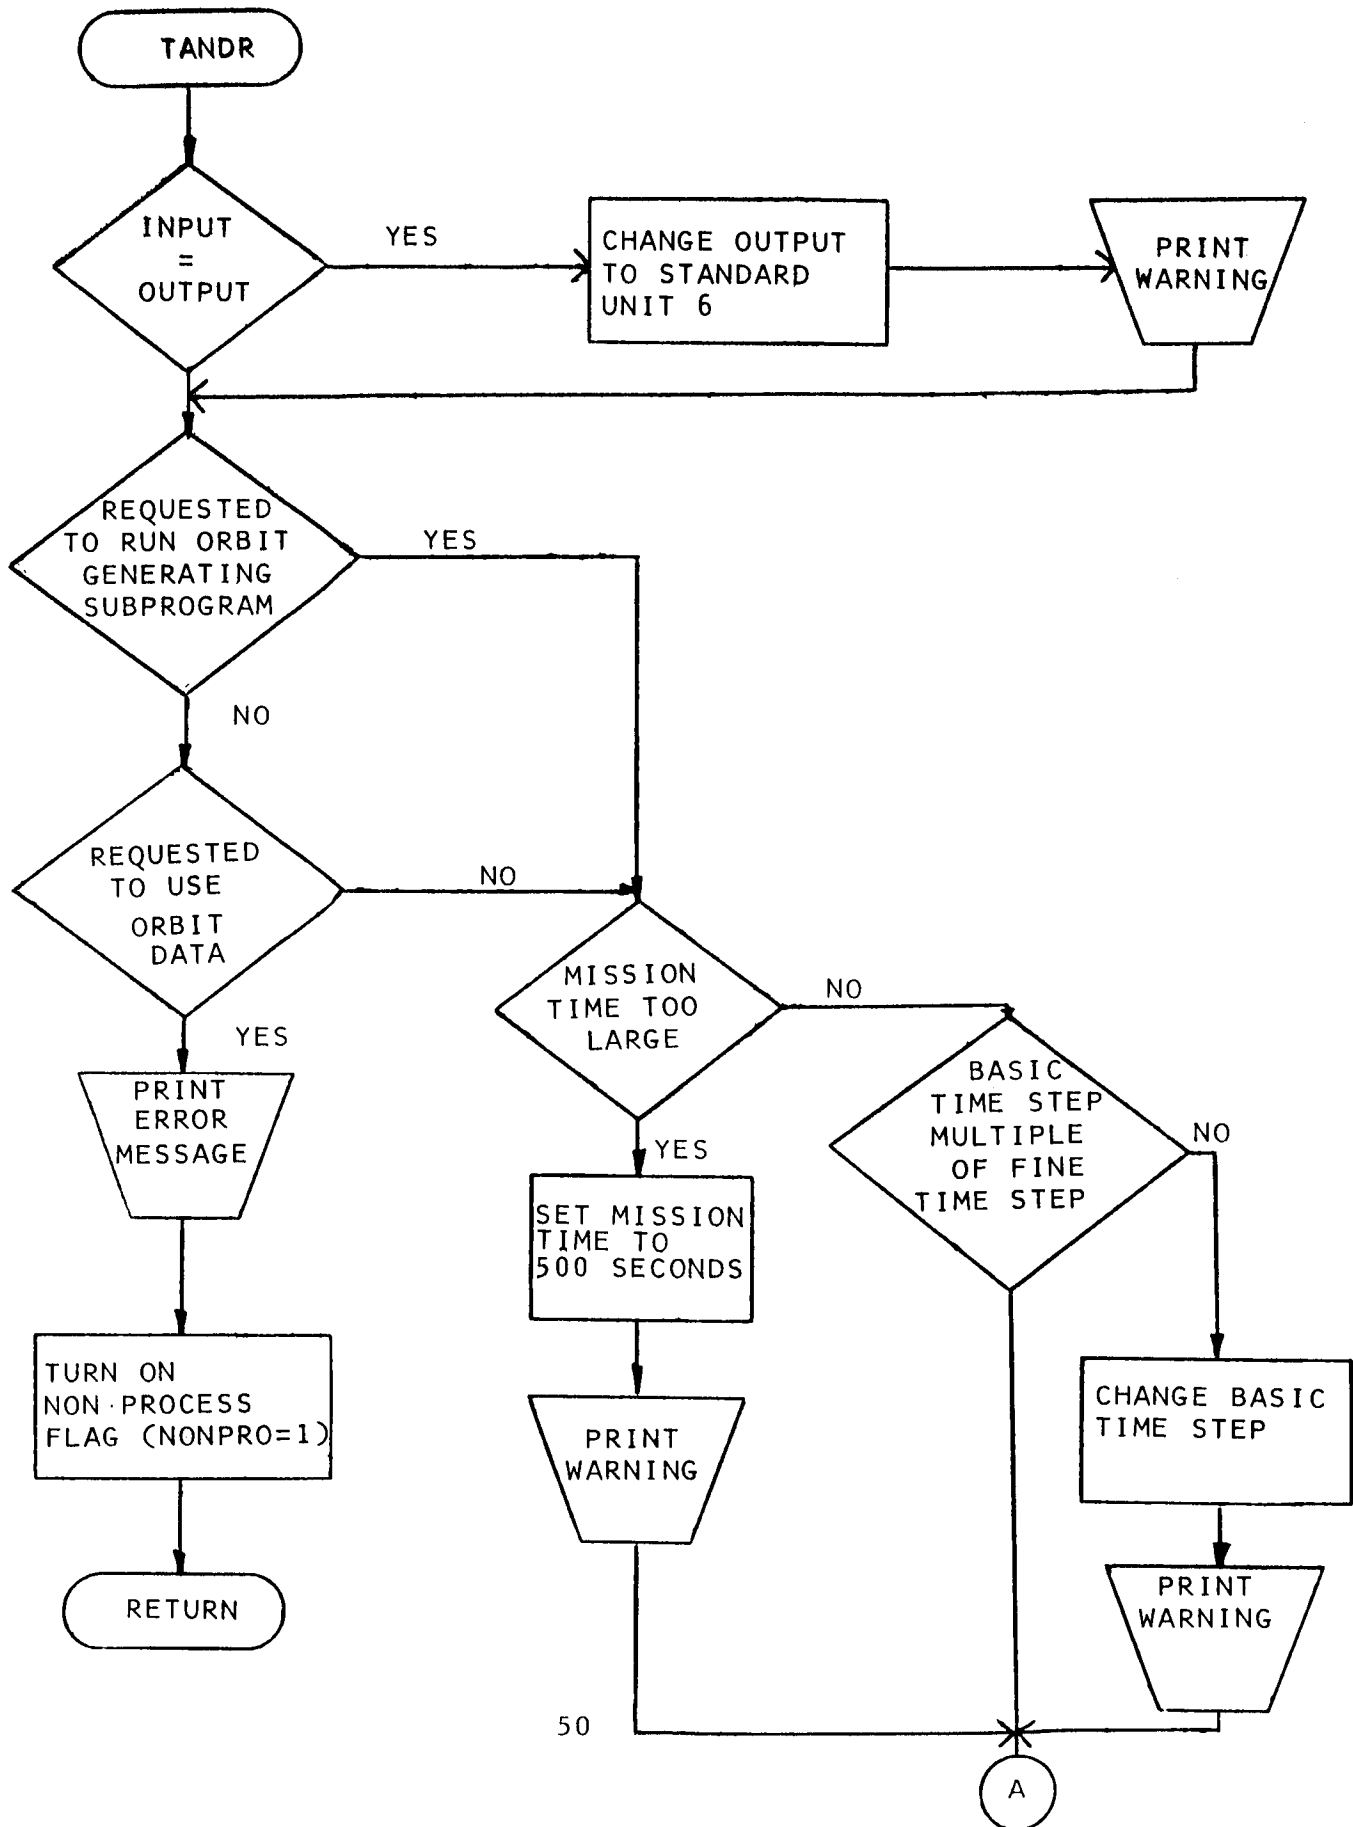 TANDR
INPUT
=
OUTPUT
YES
CHANGE OUTPUT
TO STANDARD
UNIT 6
PRINT
WARNING
REQUESTED
TO RUN ORBIT
GENERATING
SUBPROGRAM
YES
NO
REQUESTED
TO USE
ORBIT
DATA
NO
YES
PRINT
ERROR
MESSAGE
TURN ON
NON-PROCESS
FLAG (NONPRO=1)
RETURN
MISSION
TIME TOO
LARGE
NO
YES
SET MISSION
TIME TO
500 SECONDS
PRINT
WARNING
BASIC
TIME STEP
MULTIPLE
OF FINE
TIME STEP
NO
CHANGE BASIC
TIME STEP
PRINT
WARNING
50
A